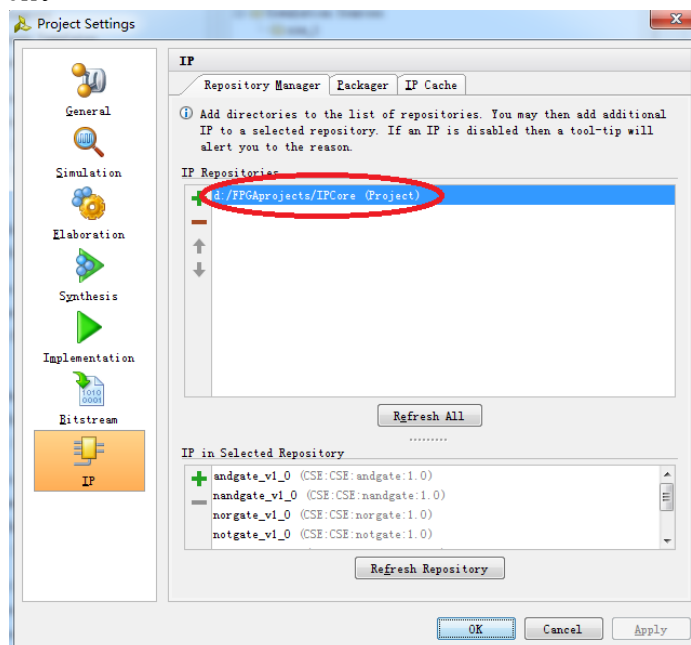 Project Settings
General
Simulation
Elaboration
Synthesis
Implementation
1010
0001
Bitstream
IP
IP
Repository Manager
Packager
IP Cache
Add directories to the list of repositories. You may then add additional
IP to a selected repository. If an IP is disabled then a tool-tip will
alert you to the reason.
IP Repositories
d:/FPGAprojects/IPCore (Project)
Refresh All
IP in Selected Repository
andgate_v1_0 (CSE:CSE:andgate:1.0)
nandgate_v1_0 (CSE:CSE:nandgate:1.0)
norgate_v1_0 (CSE:CSE:norgate:1.0)
notgate_v1_0 (CSE:CSE:notgate:1.0)
Refresh Repository
OK
Cancel
Apply